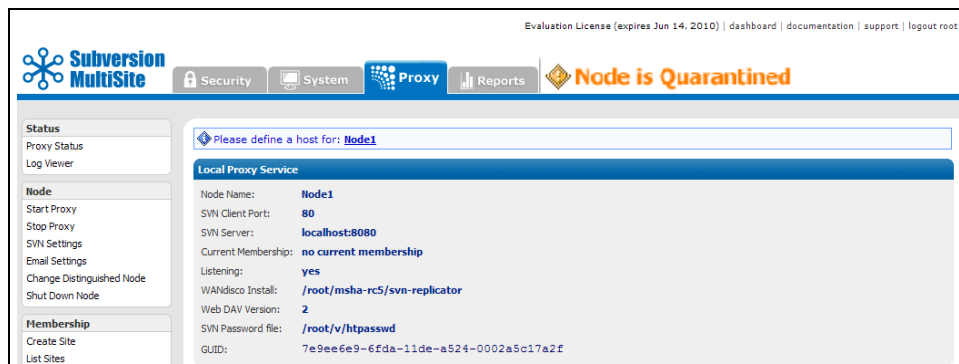 Evaluation License (expires Jun 14, 2010) | dashboard | documentation | support | logout root
Subversion
MultiSite
Security
System
Proxy
Reports
Node is Quarantined
Status
Proxy Status
Log Viewer
Node
Start Proxy
Stop Proxy
SVN Settings
Email Settings
Change Distinguished Node
Shut Down Node
Membership
Create Site
List Sites
Please define a host for: Node1
Local Proxy Service
Node Name: Node1
SVN Client Port: 80
SVN Server: localhost:8080
Current Membership: no current membership
Listening: yes
WANdisco Install: /root/msha-rc5/svn-replicator
Web DAV Version: 2
SVN Password file: /root/v/htpasswd
GUID: 7e9ee6e9-6fda-11de-a524-0002a5c17a2f